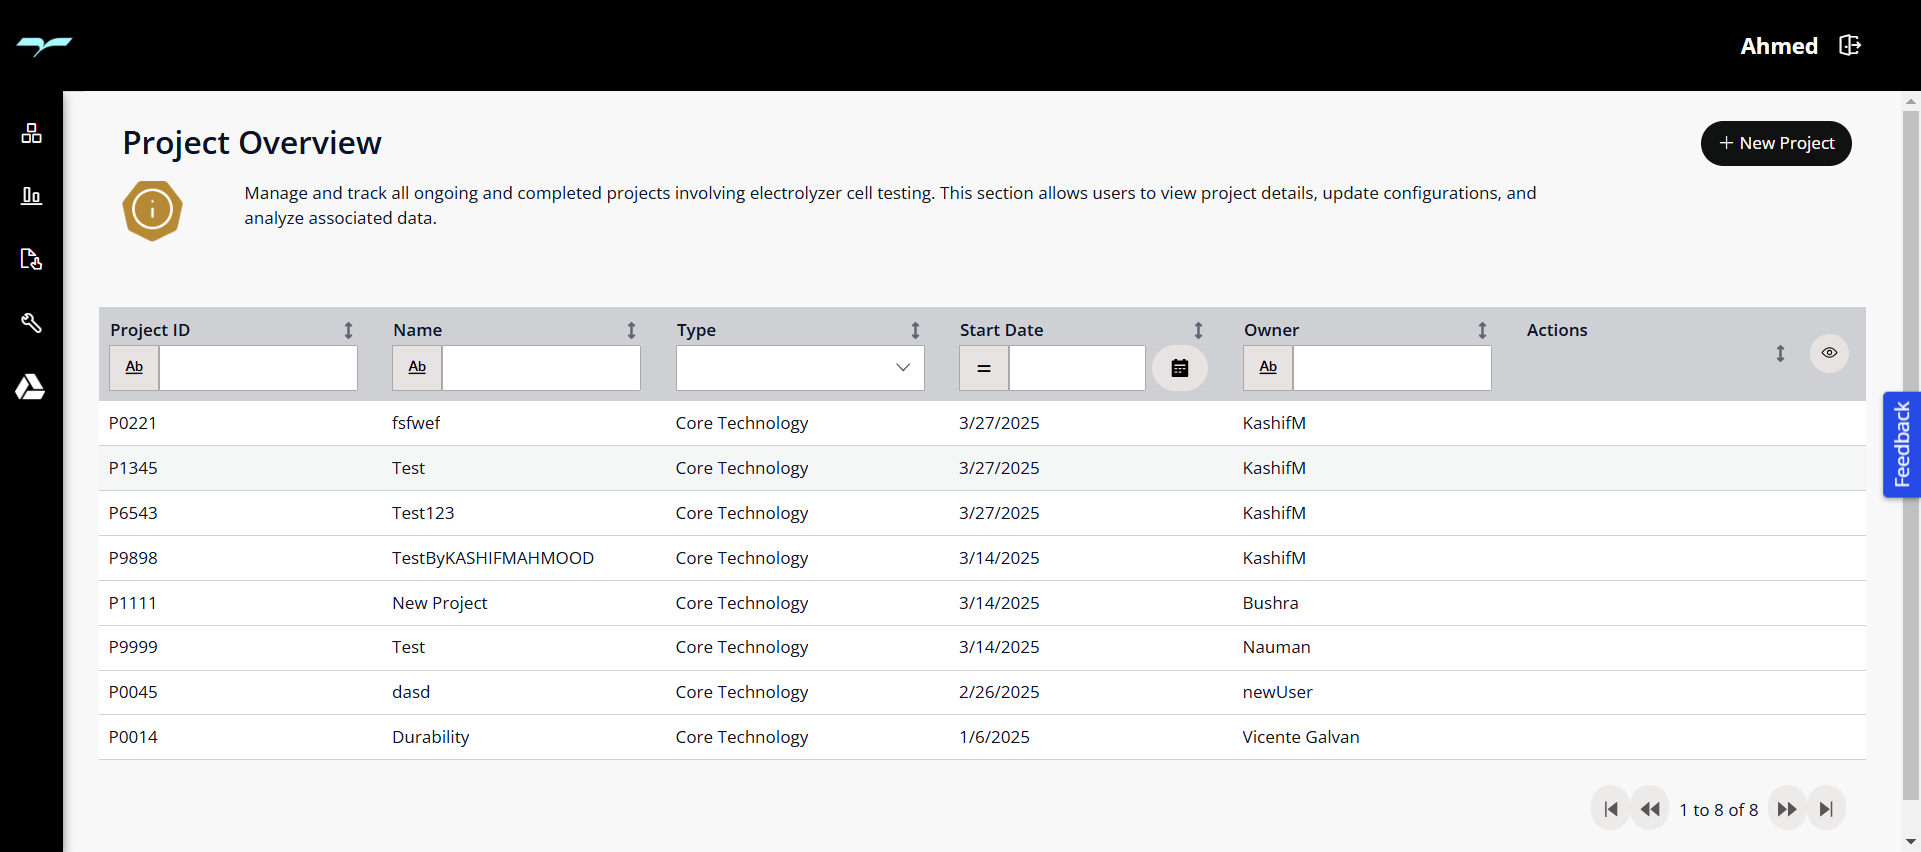 Ahmed
Project Overview
+ New Project
Manage and track all ongoing and completed projects involving electrolyzer cell testing. This section allows users to view project details, update configurations, and
analyze associated data.
Project ID Name Type Start Date Owner Actions
Ab Ab = Ab
P0221 fsfwef Core Technology 3/27/2025 KashifM
P1345 Test Core Technology 3/27/2025 KashifM
P6543 Test123 Core Technology 3/27/2025 KashifM
P9898 TestByKASHIFMAHMOOD Core Technology 3/14/2025 KashifM
P1111 New Project Core Technology 3/14/2025 Bushra
P9999 Test Core Technology 3/14/2025 Nauman
P0045 dasd Core Technology 2/26/2025 newUser
P0014 Durability Core Technology 1/6/2025 Vicente Galvan
1 to 8 of 8
Feedback